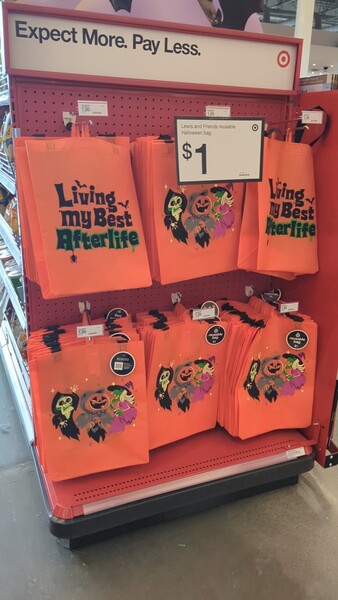 Expect More. Pay Less.
Lewis and Friends reusable
Halloween bag
$1
Living
my Best
Afterlife
Living
my Best
Afterlife